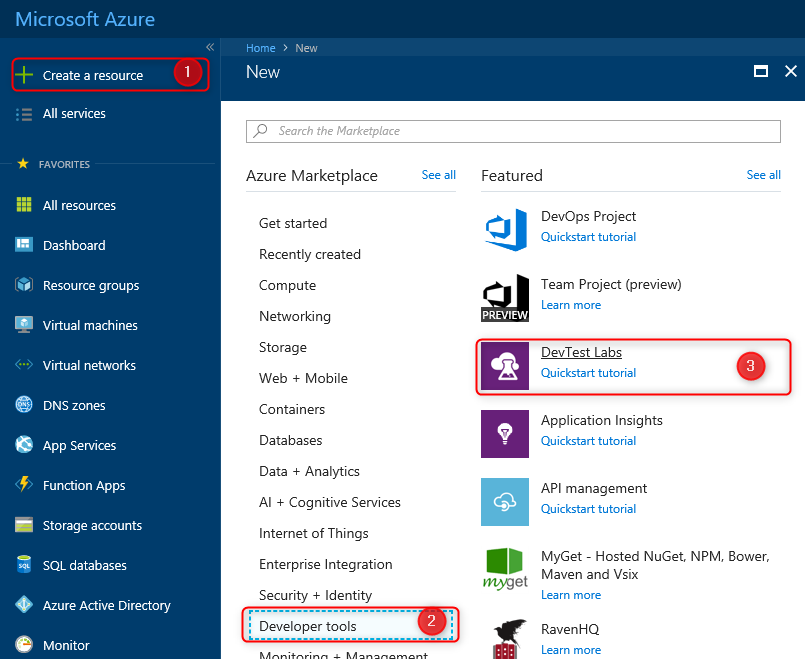 Microsoft Azure
«
Create a resource
1
All services
FAVORITES
All resources
Dashboard
Resource groups
Virtual machines
Virtual networks
DNS
DNS zones
App Services
Function Apps
Storage accounts
SQL
SQL databases
Azure Active Directory
Monitor
Home > New
New
Search the Marketplace
Azure Marketplace
See all
Get started
Recently created
Compute
Networking
Storage
Web + Mobile
Containers
Databases
Data + Analytics
AI + Cognitive Services
Internet of Things
Enterprise Integration
Security + Identity
Developer tools
2
Monitoring + Management
Featured
See all
DevOps Project
Quickstart tutorial
PREVIEW
Team Project (preview)
Learn more
DevTest Labs
Quickstart tutorial
3
Application Insights
Quickstart tutorial
API management
Quickstart tutorial
myget
MyGet - Hosted NuGet, NPM, Bower,
Maven and Vsix
Learn more
RavenHQ
Learn more